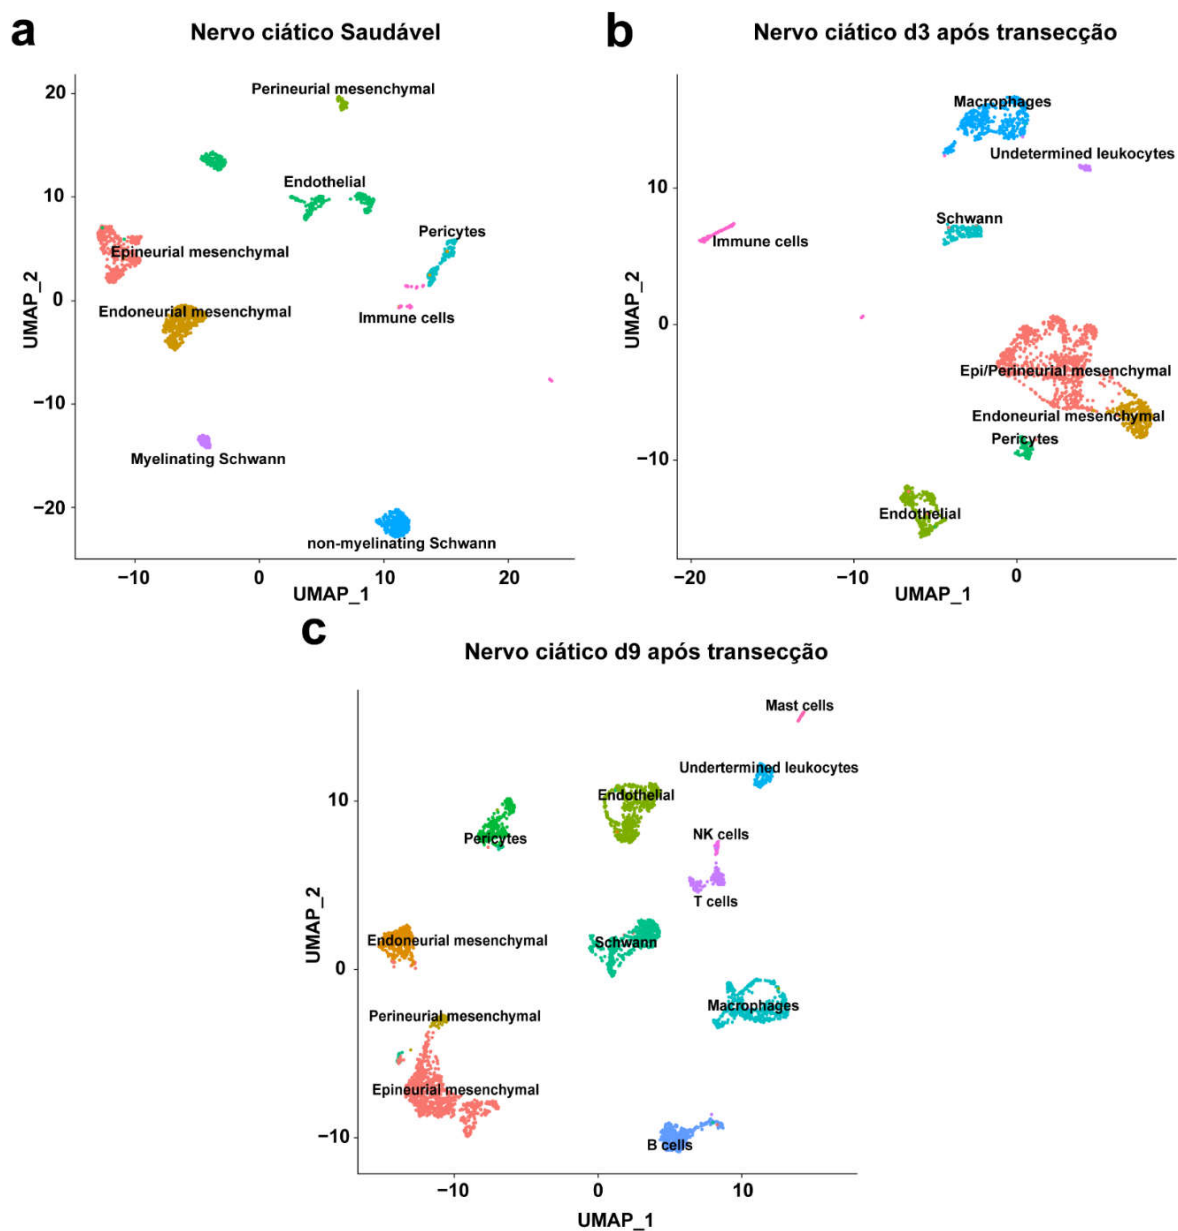 a
Nervo ciático Saudável
20
10
0
−10
−20
UMAP_2
Perineurial mesenchymal
Endothelial
Pericytes
Epineurial mesenchymal
Endoneurial mesenchymal
Immune cells
Myelinating Schwann
non-myelinating Schwann
−10
0
10
20
UMAP_1
b
Nervo ciático d3 após transecção
10
0
−10
UMAP_2
Macrophages
Undetermined leukocytes
Schwann
Immune cells
Epi/Perineurial mesenchymal
Endoneurial mesenchymal
Pericytes
Endothelial
−20
−10
0
UMAP_1
c
Nervo ciático d9 após transecção
10
0
−10
UMAP_2
Mast cells
Undertermined leukocytes
Endothelial
NK cells
Pericytes
T cells
Endoneurial mesenchymal
Schwann
Macrophages
Perineurial mesenchymal
Epineurial mesenchymal
B cells
−10
0
10
UMAP_1